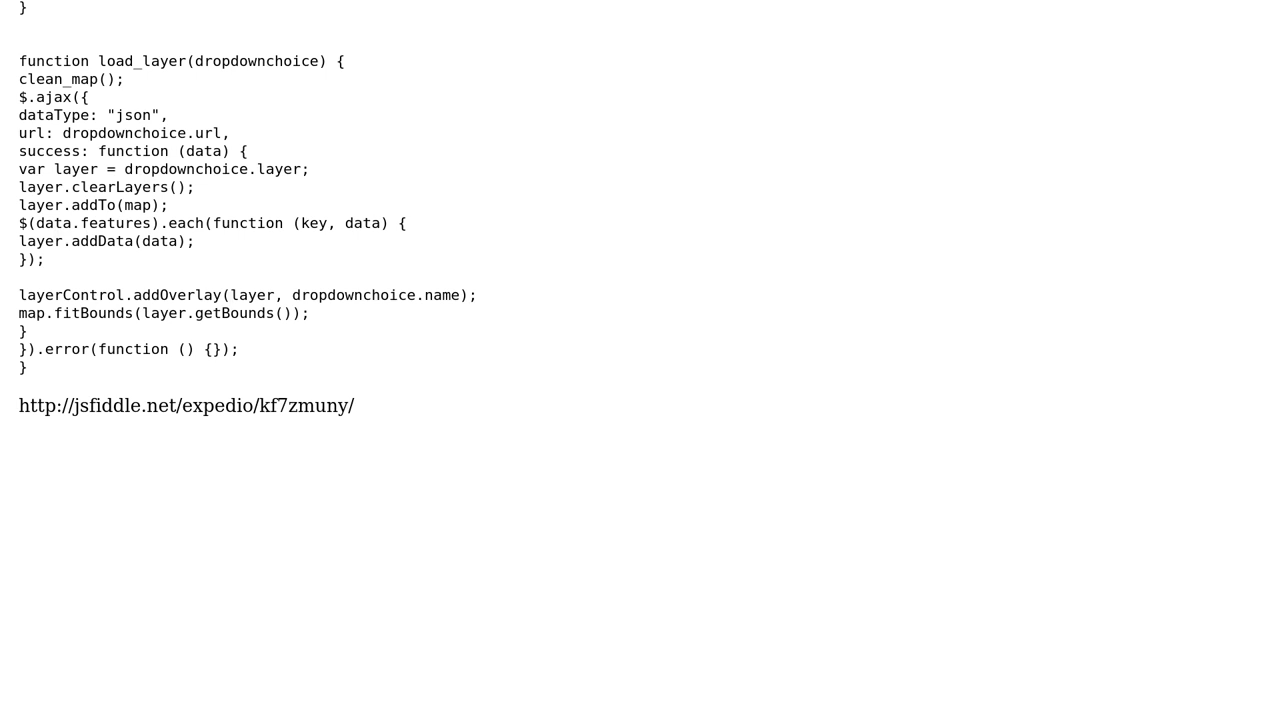 }
function load_layer(dropdownchoice) {
clean_map();
$.ajax({
dataType: "json",
url: dropdownchoice.url,
success: function (data) {
var layer = dropdownchoice.layer;
layer.clearLayers();
layer.addTo(map);
$(data.features).each(function (key, data) {
layer.addData(data);
});
layerControl.addOverlay(layer, dropdownchoice.name);
map.fitBounds(layer.getBounds());
}
}).error(function () {});
}
http://jsfiddle.net/expedio/kf7zmuny/